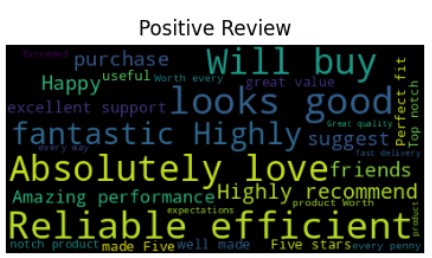 Positive Review
Exceeded
purchase
Will buy
Happy
useful
Worth every
great value
Perfect fit
Top notch
excellent support
looks good
Great quality
fantastic Highly
suggest
every way
fast delivery
Absolutely love
friends
Amazing performance
Highly recommend
product Worth
expectations
Reliable efficient
product
notch product
made Five
well made
Five stars
every penny